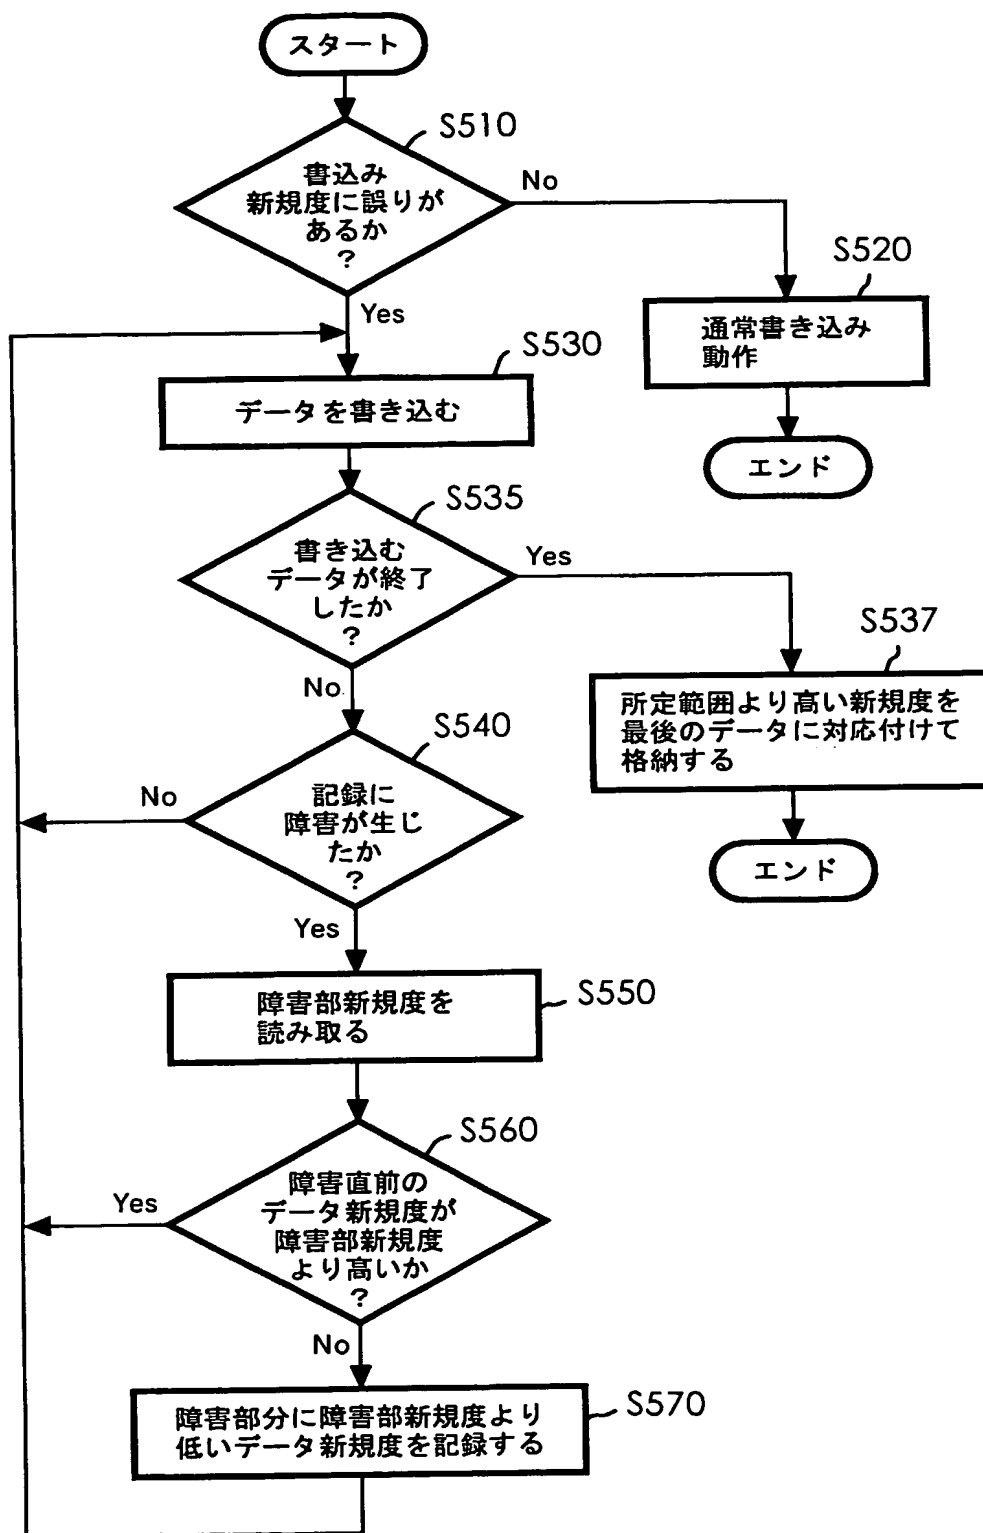 スタート
S510
書込み
新規度に誤りが
あるか
?
No
Yes
S520
通常書き込み
動作
エンド
S530
データを書き込む
S535
書き込む
データが終了
したか
?
Yes
No
S537
所定範囲より高い新規度を
最後のデータに対応付けて
格納する
エンド
S540
記録に
障害が生じ
たか
?
No
Yes
S550
障害部新規度を
読み取る
S560
障害直前の
データ新規度が
障害部新規度
より高いか
?
Yes
No
S570
障害部分に障害部新規度より
低いデータ新規度を記録する